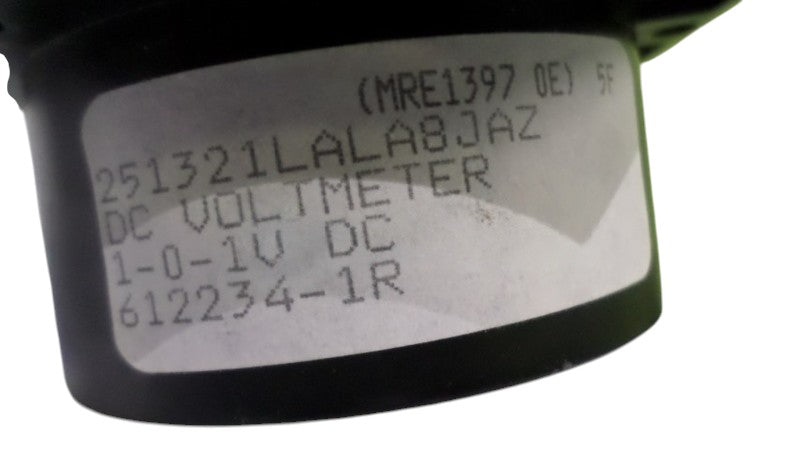 (MRE1397 0E) 5F
251321LALA8JAZ
DC VOLTMETER
1-0-1V DC
612234-1R